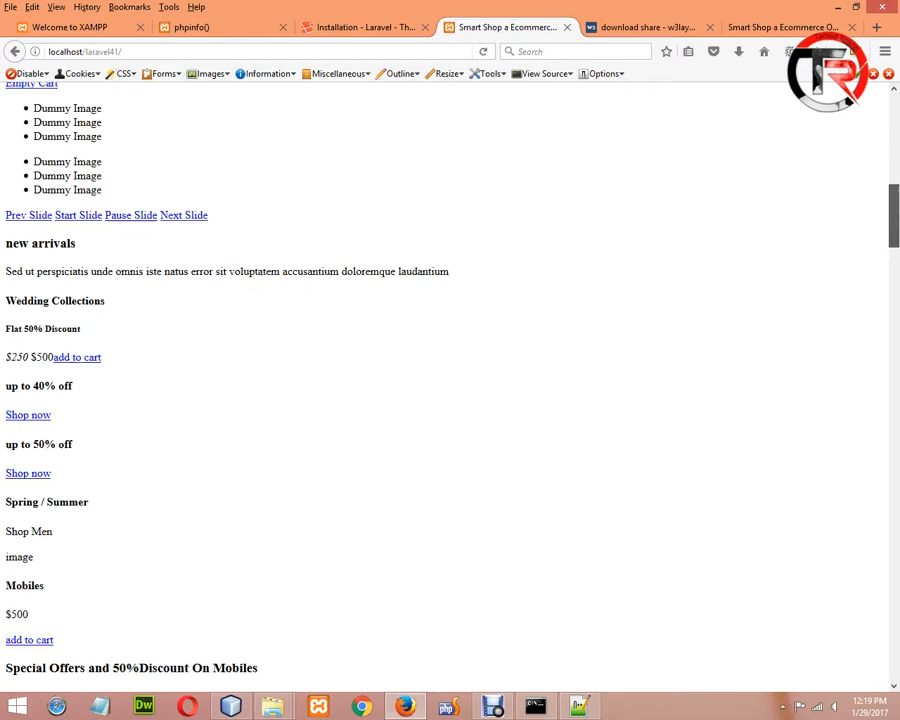 File Edit View History Bookmarks Tools Help
Welcome to XAMPP phpinfo() Installation - Laravel - Th... Smart Shop a Ecommerc... download share - w3lay... Smart Shop a Ecommerce O...
localhost/laravel41/ Search
Disable Cookies CSS Forms Images Information Miscellaneous Outline Resize Tools View Source Options
Empty Cart
Dummy Image
Dummy Image
Dummy Image
Dummy Image
Dummy Image
Dummy Image
Prev Slide Start Slide Pause Slide Next Slide
new arrivals
Sed ut perspiciatis unde omnis iste natus error sit voluptatem accusantium doloremque laudantium
Wedding Collections
Flat 50% Discount
$250 $500add to cart
up to 40% off
Shop now
up to 50% off
Shop now
Spring / Summer
Shop Men
image
Mobiles
$500
add to cart
Special Offers and 50%Discount On Mobiles
Dw php
12:19 PM
1/29/2017